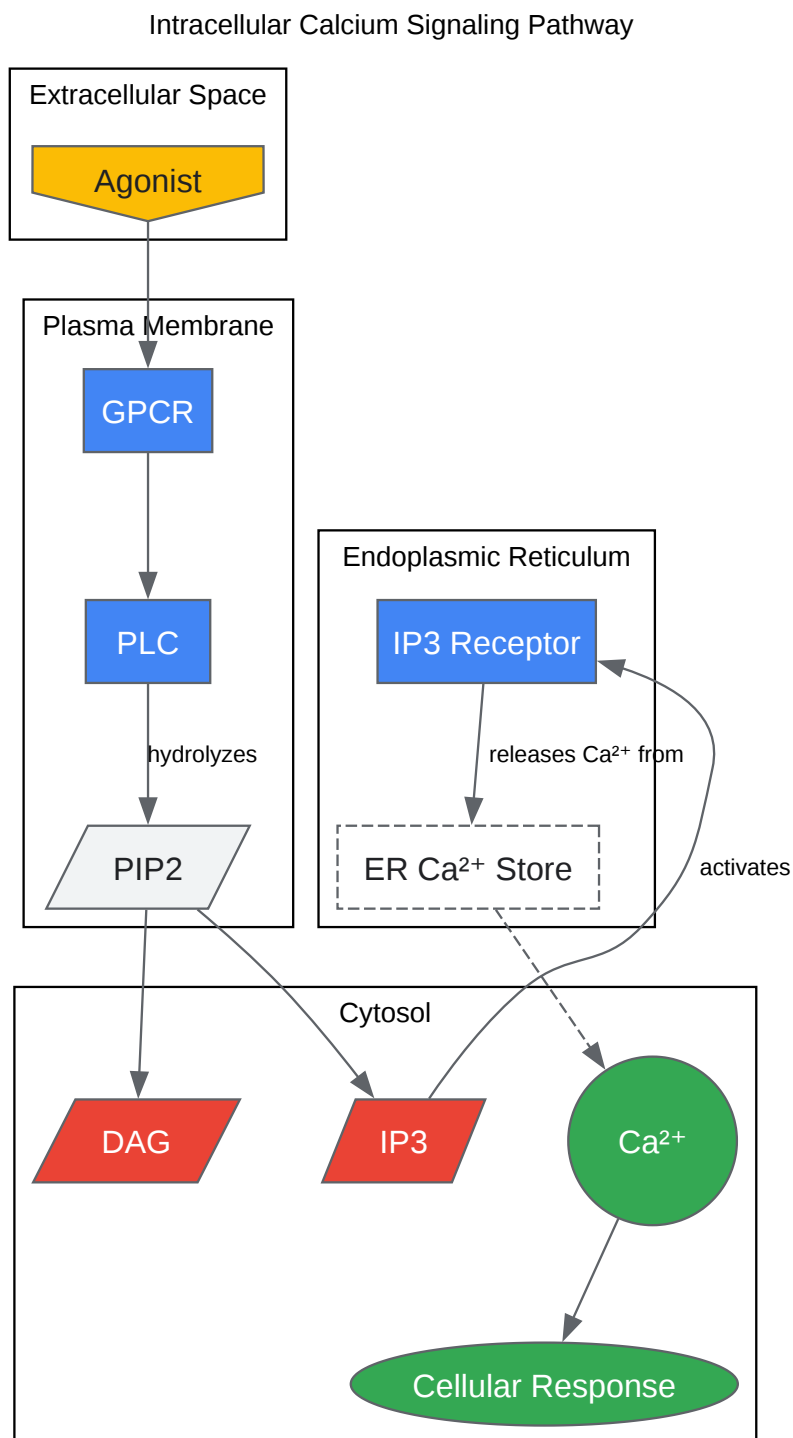 Intracellular Calcium Signaling Pathway
Extracellular Space
Agonist
Plasma Membrane
GPCR
Endoplasmic Reticulum
PLC
IP3 Receptor
hydrolyzes
releases Ca²⁺ from
PIP2
ER Ca²⁺ Store
activates
Cytosol
DAG
IP3
Ca²⁺
Cellular Response